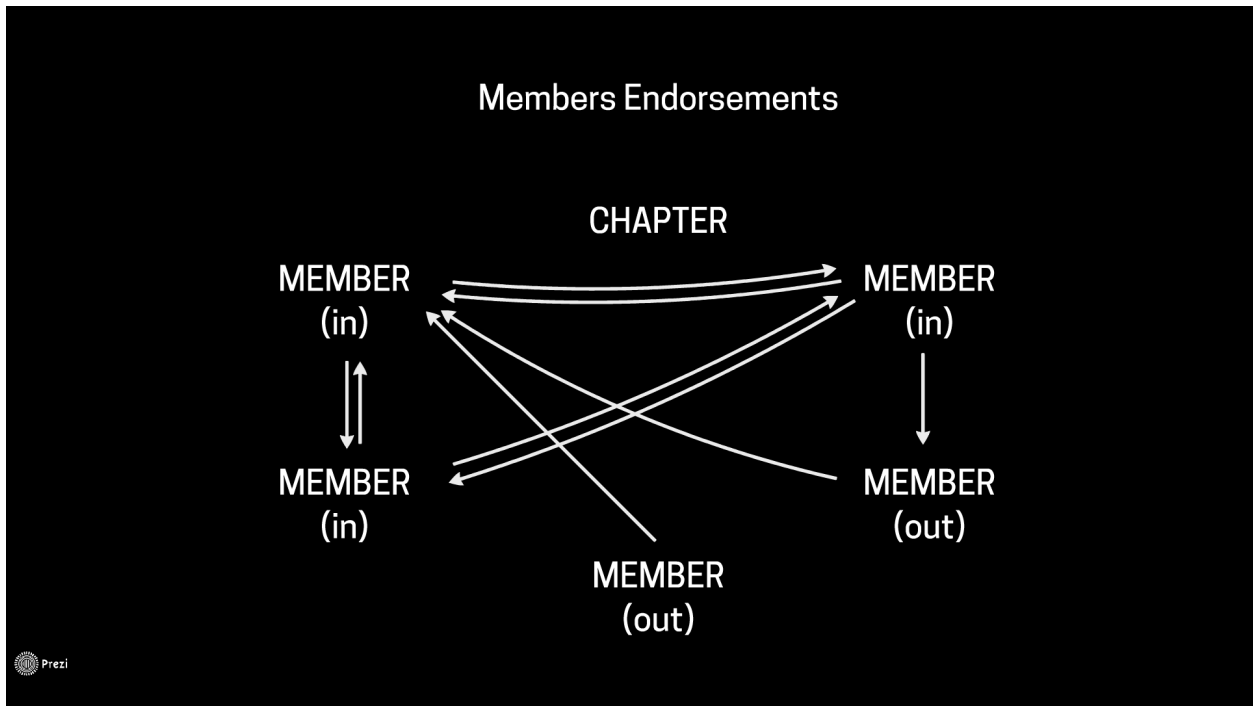 Members Endorsements
CHAPTER
MEMBER
(in)
MEMBER
(in)
MEMBER
(in)
MEMBER
(out)
MEMBER
(out)
Prezi